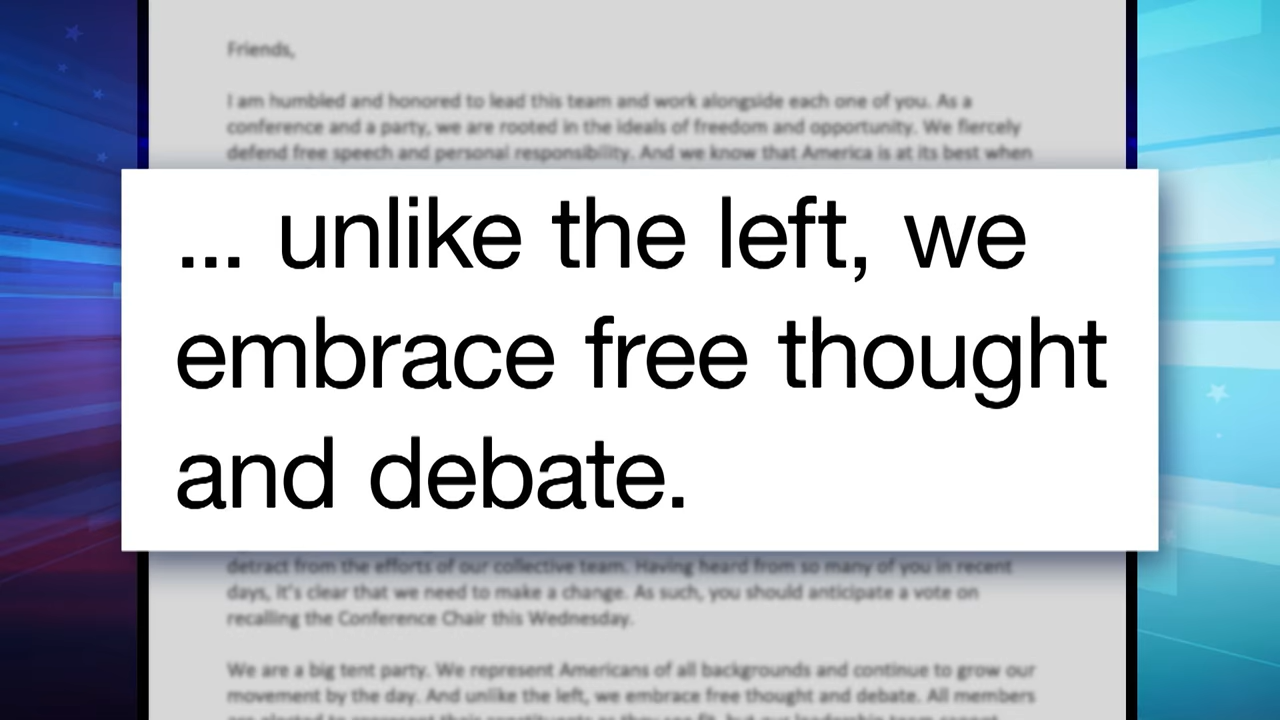 Friends,
I am humbled and honored to lead this team and work alongside each one of you. As a
conference and a party, we are rooted in the ideals of freedom and opportunity. We fiercely
defend free speech and personal responsibility. And we know that America is at its best when
... unlike the left, we
embrace free thought
and debate.
detract from the efforts of our collective team. Having heard from so many of you in recent
days, it's clear that we need to make a change. As such, you should anticipate a vote on
recalling the Conference Chair this Wednesday.
We are a big tent party. We represent Americans of all backgrounds and continue to grow our
movement by the day. And unlike the left, we embrace free thought and debate. All members